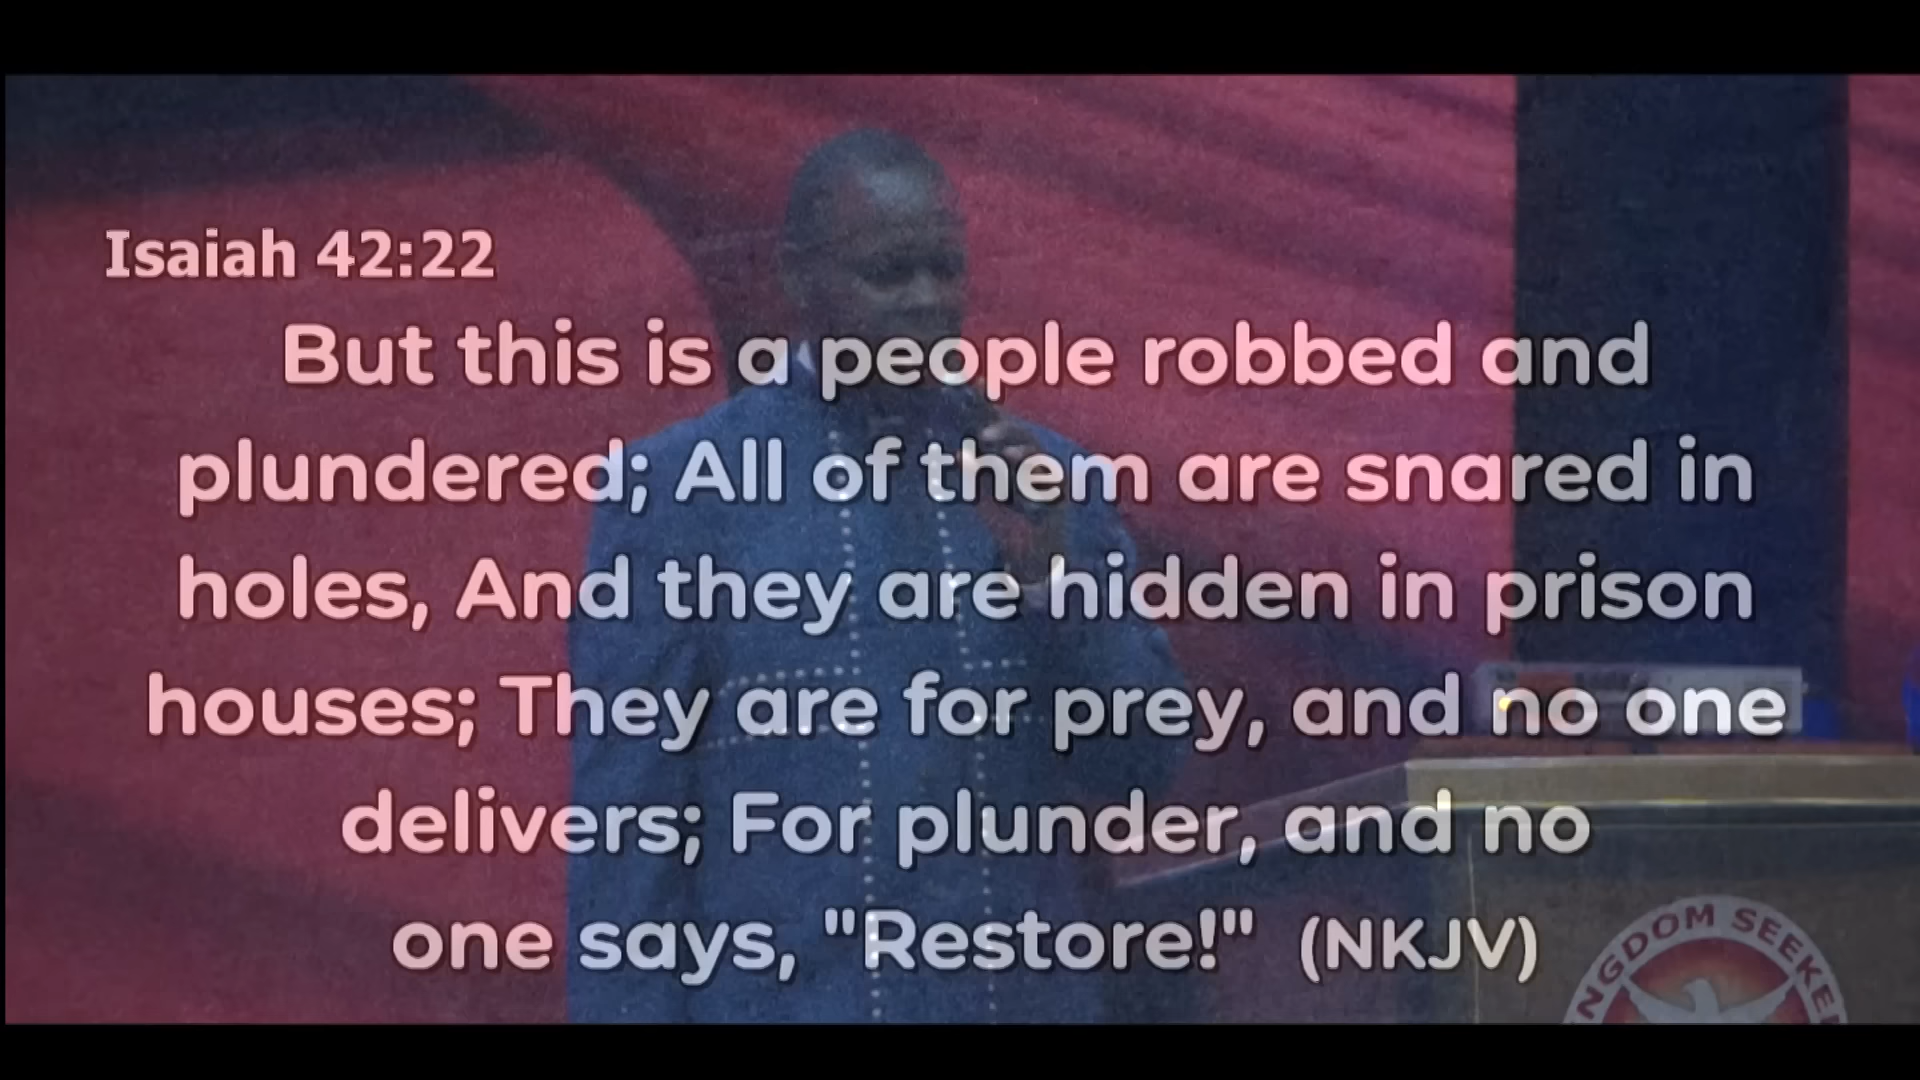 Isaiah 42:22
But this is a people robbed and
plundered; All of them are snared in
holes, And they are hidden in prison
houses; They are for prey, and no one
delivers; For plunder, and no
one says, "Restore!" (NKJV)
NGDOM SEEKE